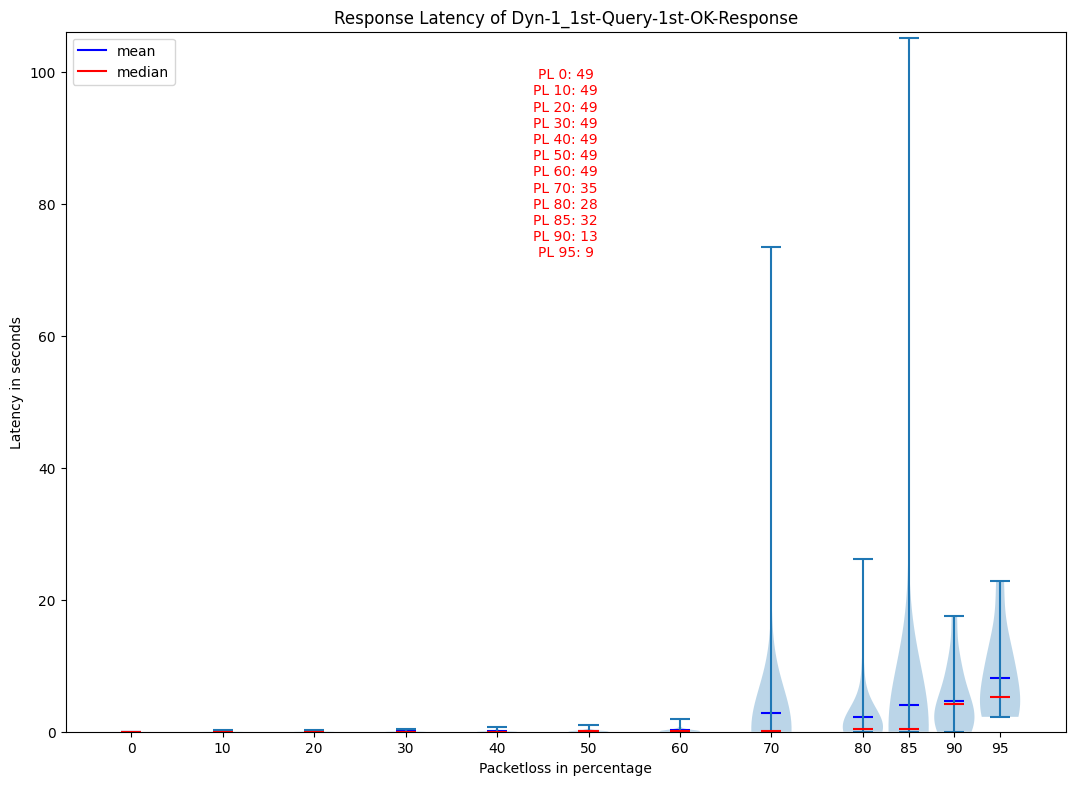 Response Latency of Dyn-1_1st-Query-1st-OK-Response
mean
median
PL 0: 49
PL 10: 49
PL 20: 49
PL 30: 49
PL 40: 49
PL 50: 49
PL 60: 49
PL 70: 35
PL 80: 28
PL 85: 32
PL 90: 13
PL 95: 9
Latency in seconds
100
80
60
40
20
0
0 10 20 30 40 50 60 70 80 85 90 95
Packetloss in percentage